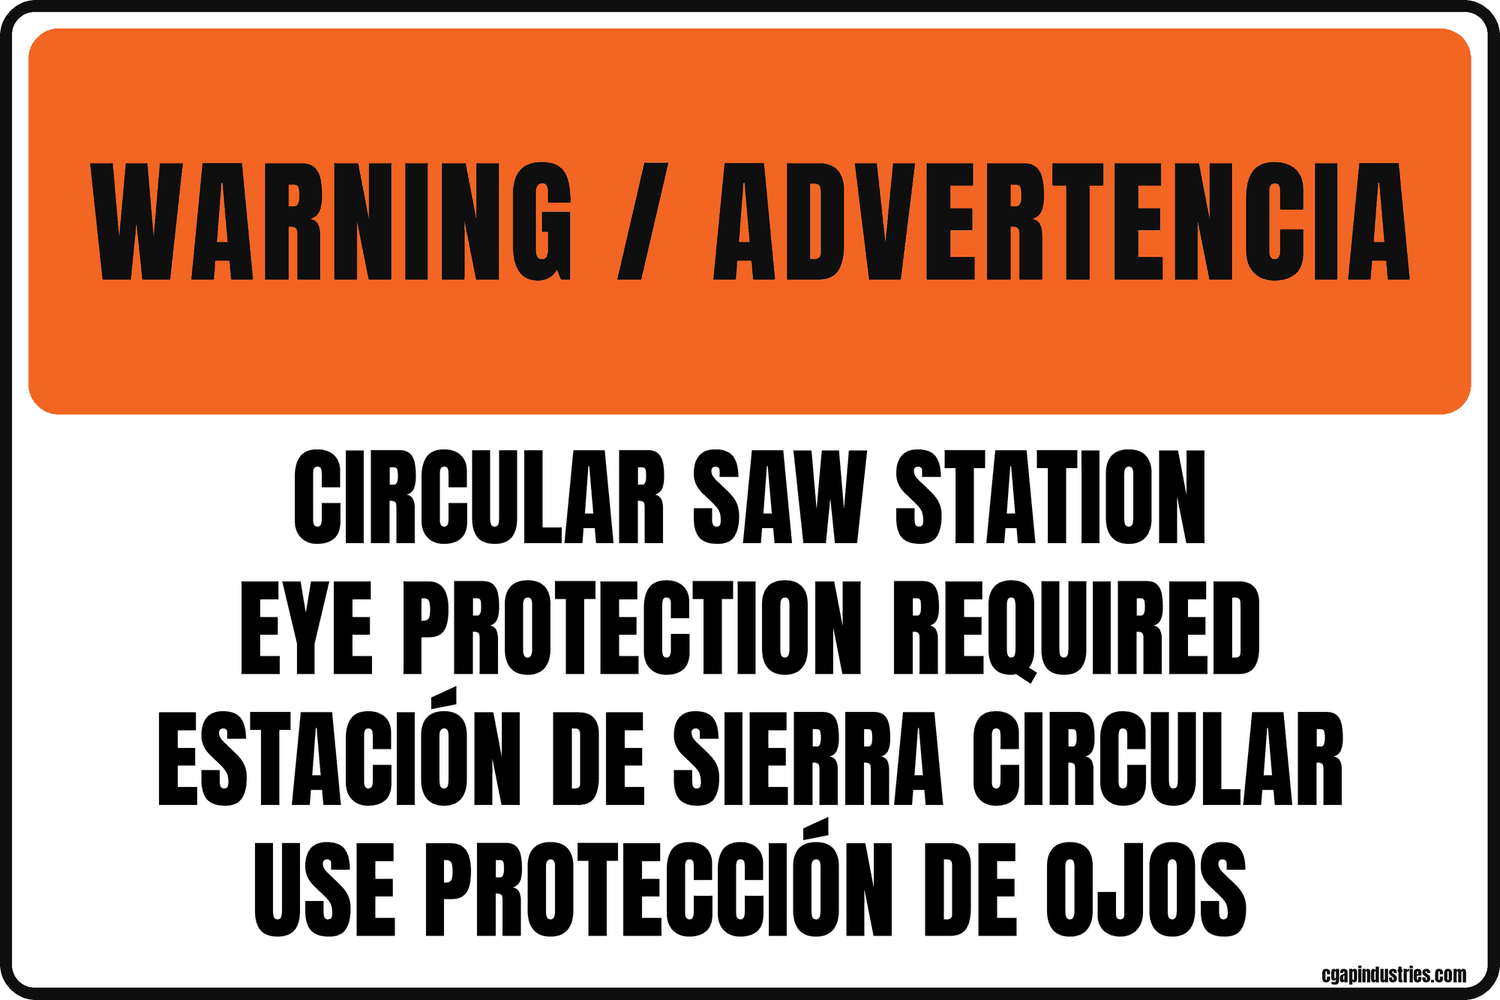 WARNING / ADVERTENCIA
CIRCULAR SAW STATION
EYE PROTECTION REQUIRED
ESTACIÓN DE SIERRA CIRCULAR
USE PROTECCIÓN DE OJOS
cgapindustries.com